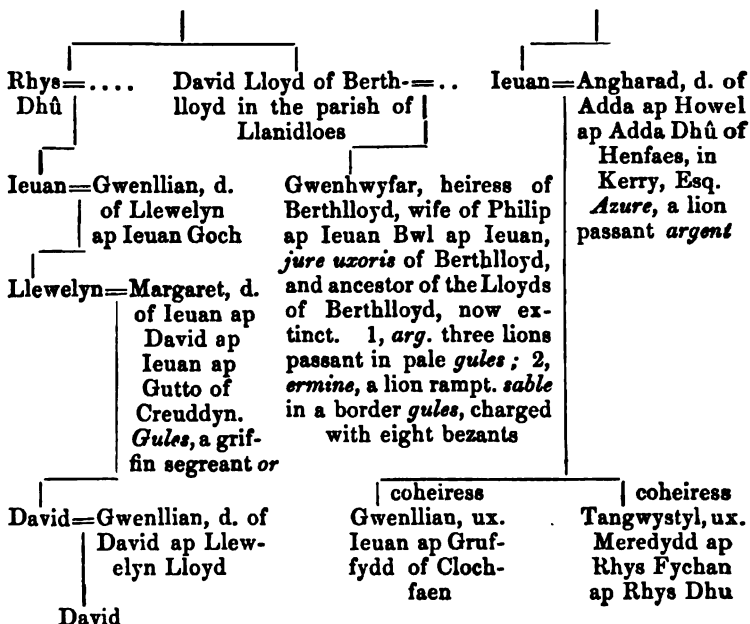 Rhys=....
Dhû
David Lloyd of Berth-=..
lloyd in the parish of
Llanidloes
Ieuan=Angharad, d. of
Adda ap Howel
ap Adda Dhû of
Henfaes, in
Kerry, Esq.
Azure, a lion
passant argent
Ieuan=Gwenllian, d.
of Llewelyn
ap Ieuan Goch
Gwenhwyfar, heiress of
Berthlloyd, wife of Philip
ap Ieuan Bwl ap Ieuan,
jure uxoris of Berthlloyd,
and ancestor of the Lloyds
of Berthlloyd, now ex-
tinct. 1, arg. three lions
passant in pale gules; 2,
ermine, a lion rampt. sable
in a border gules, charged
with eight bezants
Llewelyn=Margaret, d.
of Ieuan ap
David ap
Ieuan ap
Gutto of
Creuddyn.
Gules, a grif-
fin segreant or
David=Gwenllian, d. of
David ap Llew-
elyn Lloyd
coheiress
Gwenllian, ux.
Ieuan ap Gruf-
fydd of Cloch-
faen
coheiress
Tangwystyl, ux.
Meredydd ap
Rhys Fychan
ap Rhys Dhu
David